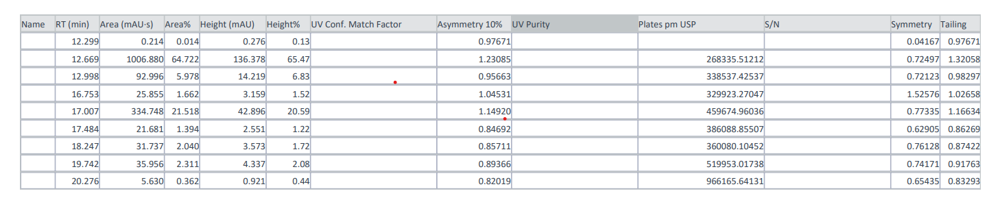 Name RT (min) Area (mAU·s) Area% Height (mAU) Height% UV Conf. Match Factor Asymmetry 10% UV Purity Plates pm USP S/N Symmetry Tailing
12.299 0.214 0.014 0.276 0.13 0.97671 0.04167 0.97671
12.669 1006.880 64.722 136.378 65.47 1.23085 268335.51212 0.72497 1.32058
12.998 92.996 5.978 14.219 6.83 0.95663 338537.42537 0.72123 0.98297
16.753 25.855 1.662 3.159 1.52 1.04531 329923.27047 1.52576 1.02658
17.007 334.748 21.518 42.896 20.59 1.14920 459674.96036 0.77335 1.16634
17.484 21.681 1.394 2.551 1.22 0.84692 386088.85507 0.62905 0.86269
18.247 31.737 2.040 3.573 1.72 0.85711 360080.10452 0.76128 0.87422
19.742 35.956 2.311 4.337 2.08 0.89366 519953.01738 0.74171 0.91763
20.276 5.630 0.362 0.921 0.44 0.82019 966165.64131 0.65435 0.83293